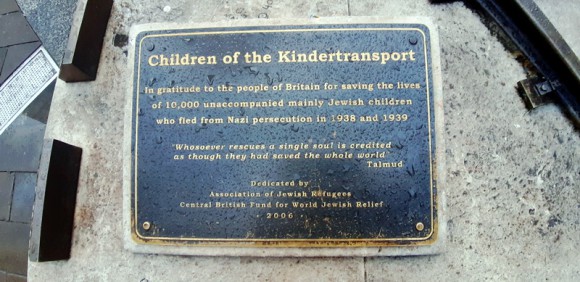 Children of the Kindertransport
In gratitude to the people of Britain for saving the lives
of 10,000 unaccompanied mainly Jewish children
who fled from Nazi persecution in 1938 and 1939
"Whosoever rescues a single soul is credited
as though they had saved the whole world"
Talmud
Dedicated by
Association of Jewish Refugees
Central British Fund for World Jewish Relief
2006